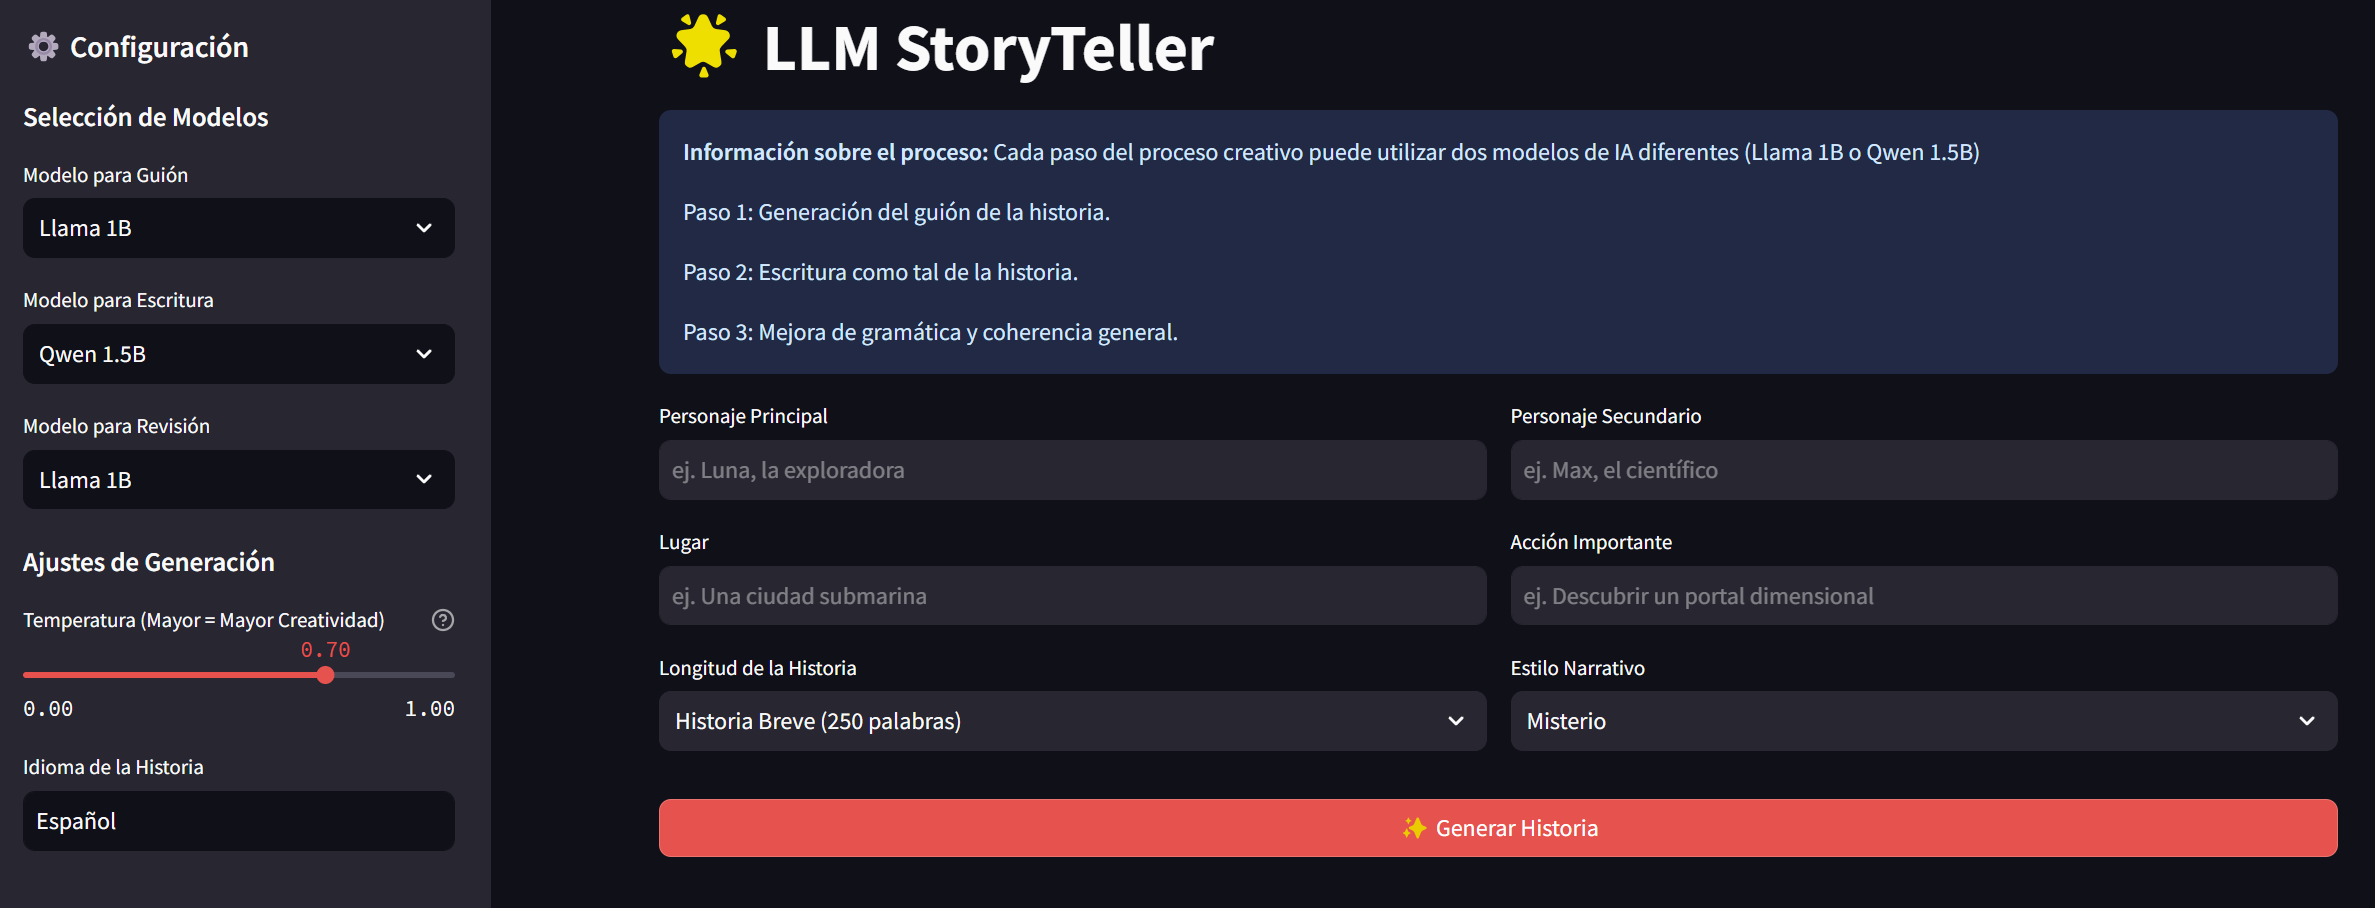 Configuración
Selección de Modelos
Modelo para Guión
Llama 1B
Modelo para Escritura
Qwen 1.5B
Modelo para Revisión
Llama 1B
Ajustes de Generación
Temperatura (Mayor = Mayor Creatividad)
0.70
0.00 1.00
Idioma de la Historia
Español
LLM StoryTeller
Información sobre el proceso: Cada paso del proceso creativo puede utilizar dos modelos de IA diferentes (Llama 1B o Qwen 1.5B)
Paso 1: Generación del guión de la historia.
Paso 2: Escritura como tal de la historia.
Paso 3: Mejora de gramática y coherencia general.
Personaje Principal
ej. Luna, la exploradora
Personaje Secundario
ej. Max, el científico
Lugar
ej. Una ciudad submarina
Acción Importante
ej. Descubrir un portal dimensional
Longitud de la Historia
Historia Breve (250 palabras)
Estilo Narrativo
Misterio
✨ Generar Historia